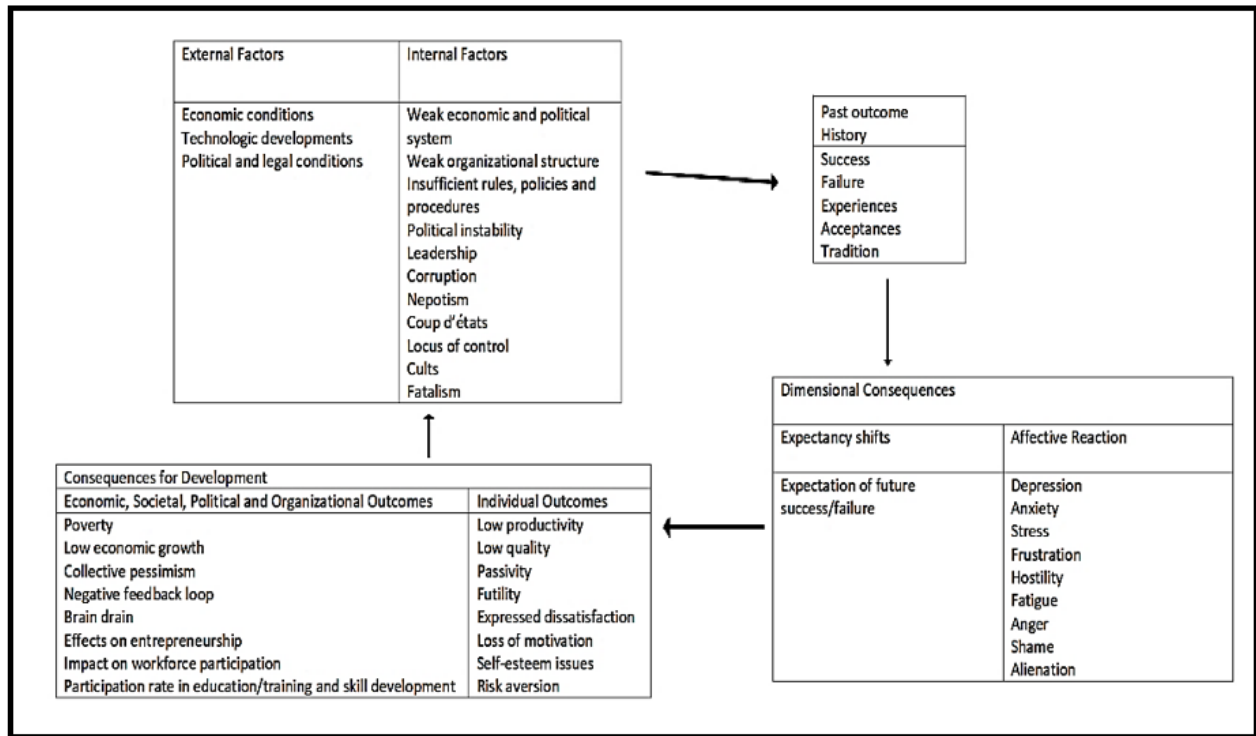 External Factors
Internal Factors
Economic conditions
Technologic developments
Political and legal conditions
Weak economic and political
system
Weak organizational structure
Insufficient rules, policies and
procedures
Political instability
Leadership
Corruption
Nepotism
Coup d'états
Locus of control
Cults
Fatalism
Past outcome
History
Success
Failure
Experiences
Acceptances
Tradition
Dimensional Consequences
Expectancy shifts
Affective Reaction
Expectation of future
success/failure
Depression
Anxiety
Stress
Frustration
Hostility
Fatigue
Anger
Shame
Alienation
Consequences for Development
Economic, Societal, Political and Organizational Outcomes
Individual Outcomes
Poverty
Low economic growth
Collective pessimism
Negative feedback loop
Brain drain
Effects on entrepreneurship
Impact on workforce participation
Participation rate in education/training and skill development
Low productivity
Low quality
Passivity
Futility
Expressed dissatisfaction
Loss of motivation
Self-esteem issues
Risk aversion